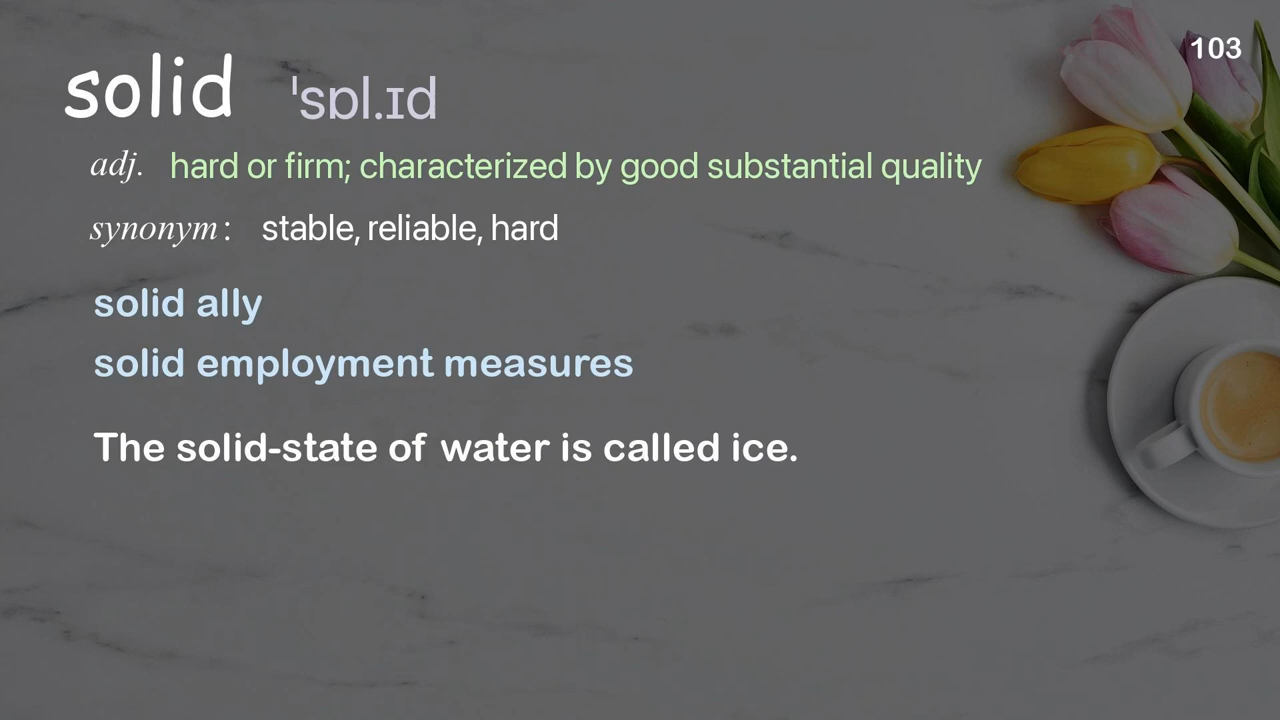 103
solid ˈsɒl.ɪd
adj. hard or firm; characterized by good substantial quality
synonym: stable, reliable, hard
solid ally
solid employment measures
The solid-state of water is called ice.